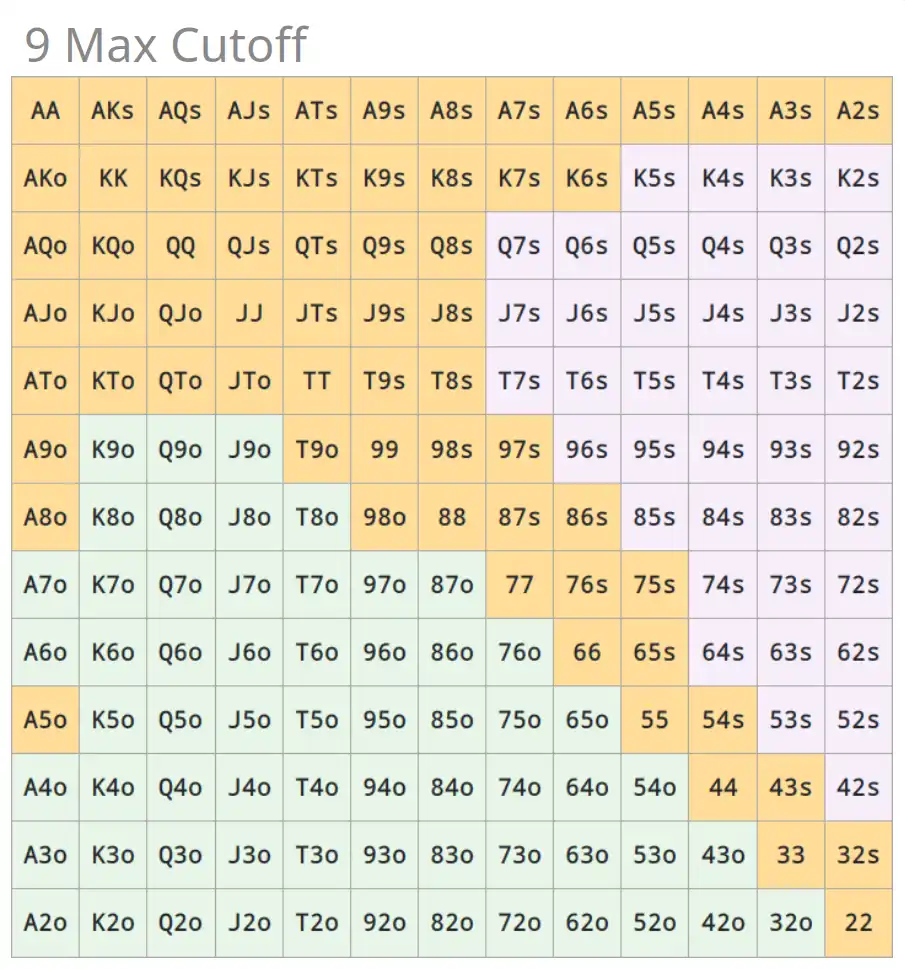 9 Max Cutoff
AA AKs AQs AJs ATs A9s A8s A7s A6s A5s A4s A3s A2s
AKo KK KQs KJs KTs K9s K8s K7s K6s K5s K4s K3s K2s
AQo KQo QQ QJs QTs Q9s Q8s Q7s Q6s Q5s Q4s Q3s Q2s
AJo KJo QJo JJ JTs J9s J8s J7s J6s J5s J4s J3s J2s
ATo KTo QTo JTo TT T9s T8s T7s T6s T5s T4s T3s T2s
A9o K9o Q9o J9o T9o 99 98s 97s 96s 95s 94s 93s 92s
A8o K8o Q8o J8o T8o 98o 88 87s 86s 85s 84s 83s 82s
A7o K7o Q7o J7o T7o 97o 87o 77 76s 75s 74s 73s 72s
A6o K6o Q6o J6o T6o 96o 86o 76o 66 65s 64s 63s 62s
A5o K5o Q5o J5o T5o 95o 85o 75o 65o 55 54s 53s 52s
A4o K4o Q4o J4o T4o 94o 84o 74o 64o 54o 44 43s 42s
A3o K3o Q3o J3o T3o 93o 83o 73o 63o 53o 43o 33 32s
A2o K2o Q2o J2o T2o 92o 82o 72o 62o 52o 42o 32o 22